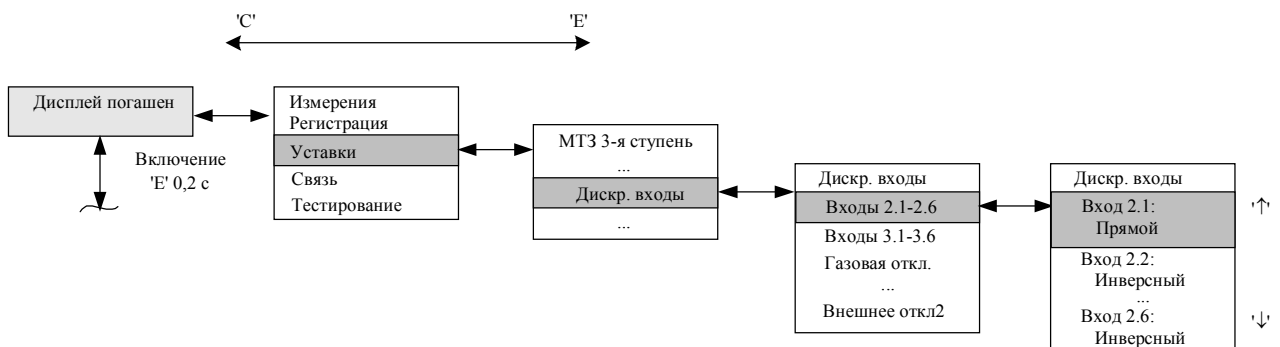 'C' 'E'
Дисплей погашен
Включение
'E' 0,2 с
Измерения
Регистрация
Уставки
Связь
Тестирование
МТЗ 3-я ступень
...
Дискр. входы
...
Дискр. входы
Входы 2.1-2.6
Входы 3.1-3.6
Газовая откл.
...
Внешнее откл2
Дискр. входы
Вход 2.1:
Прямой
Вход 2.2:
Инверсный
...
Вход 2.6:
Инверсный
'↑'
'↓'